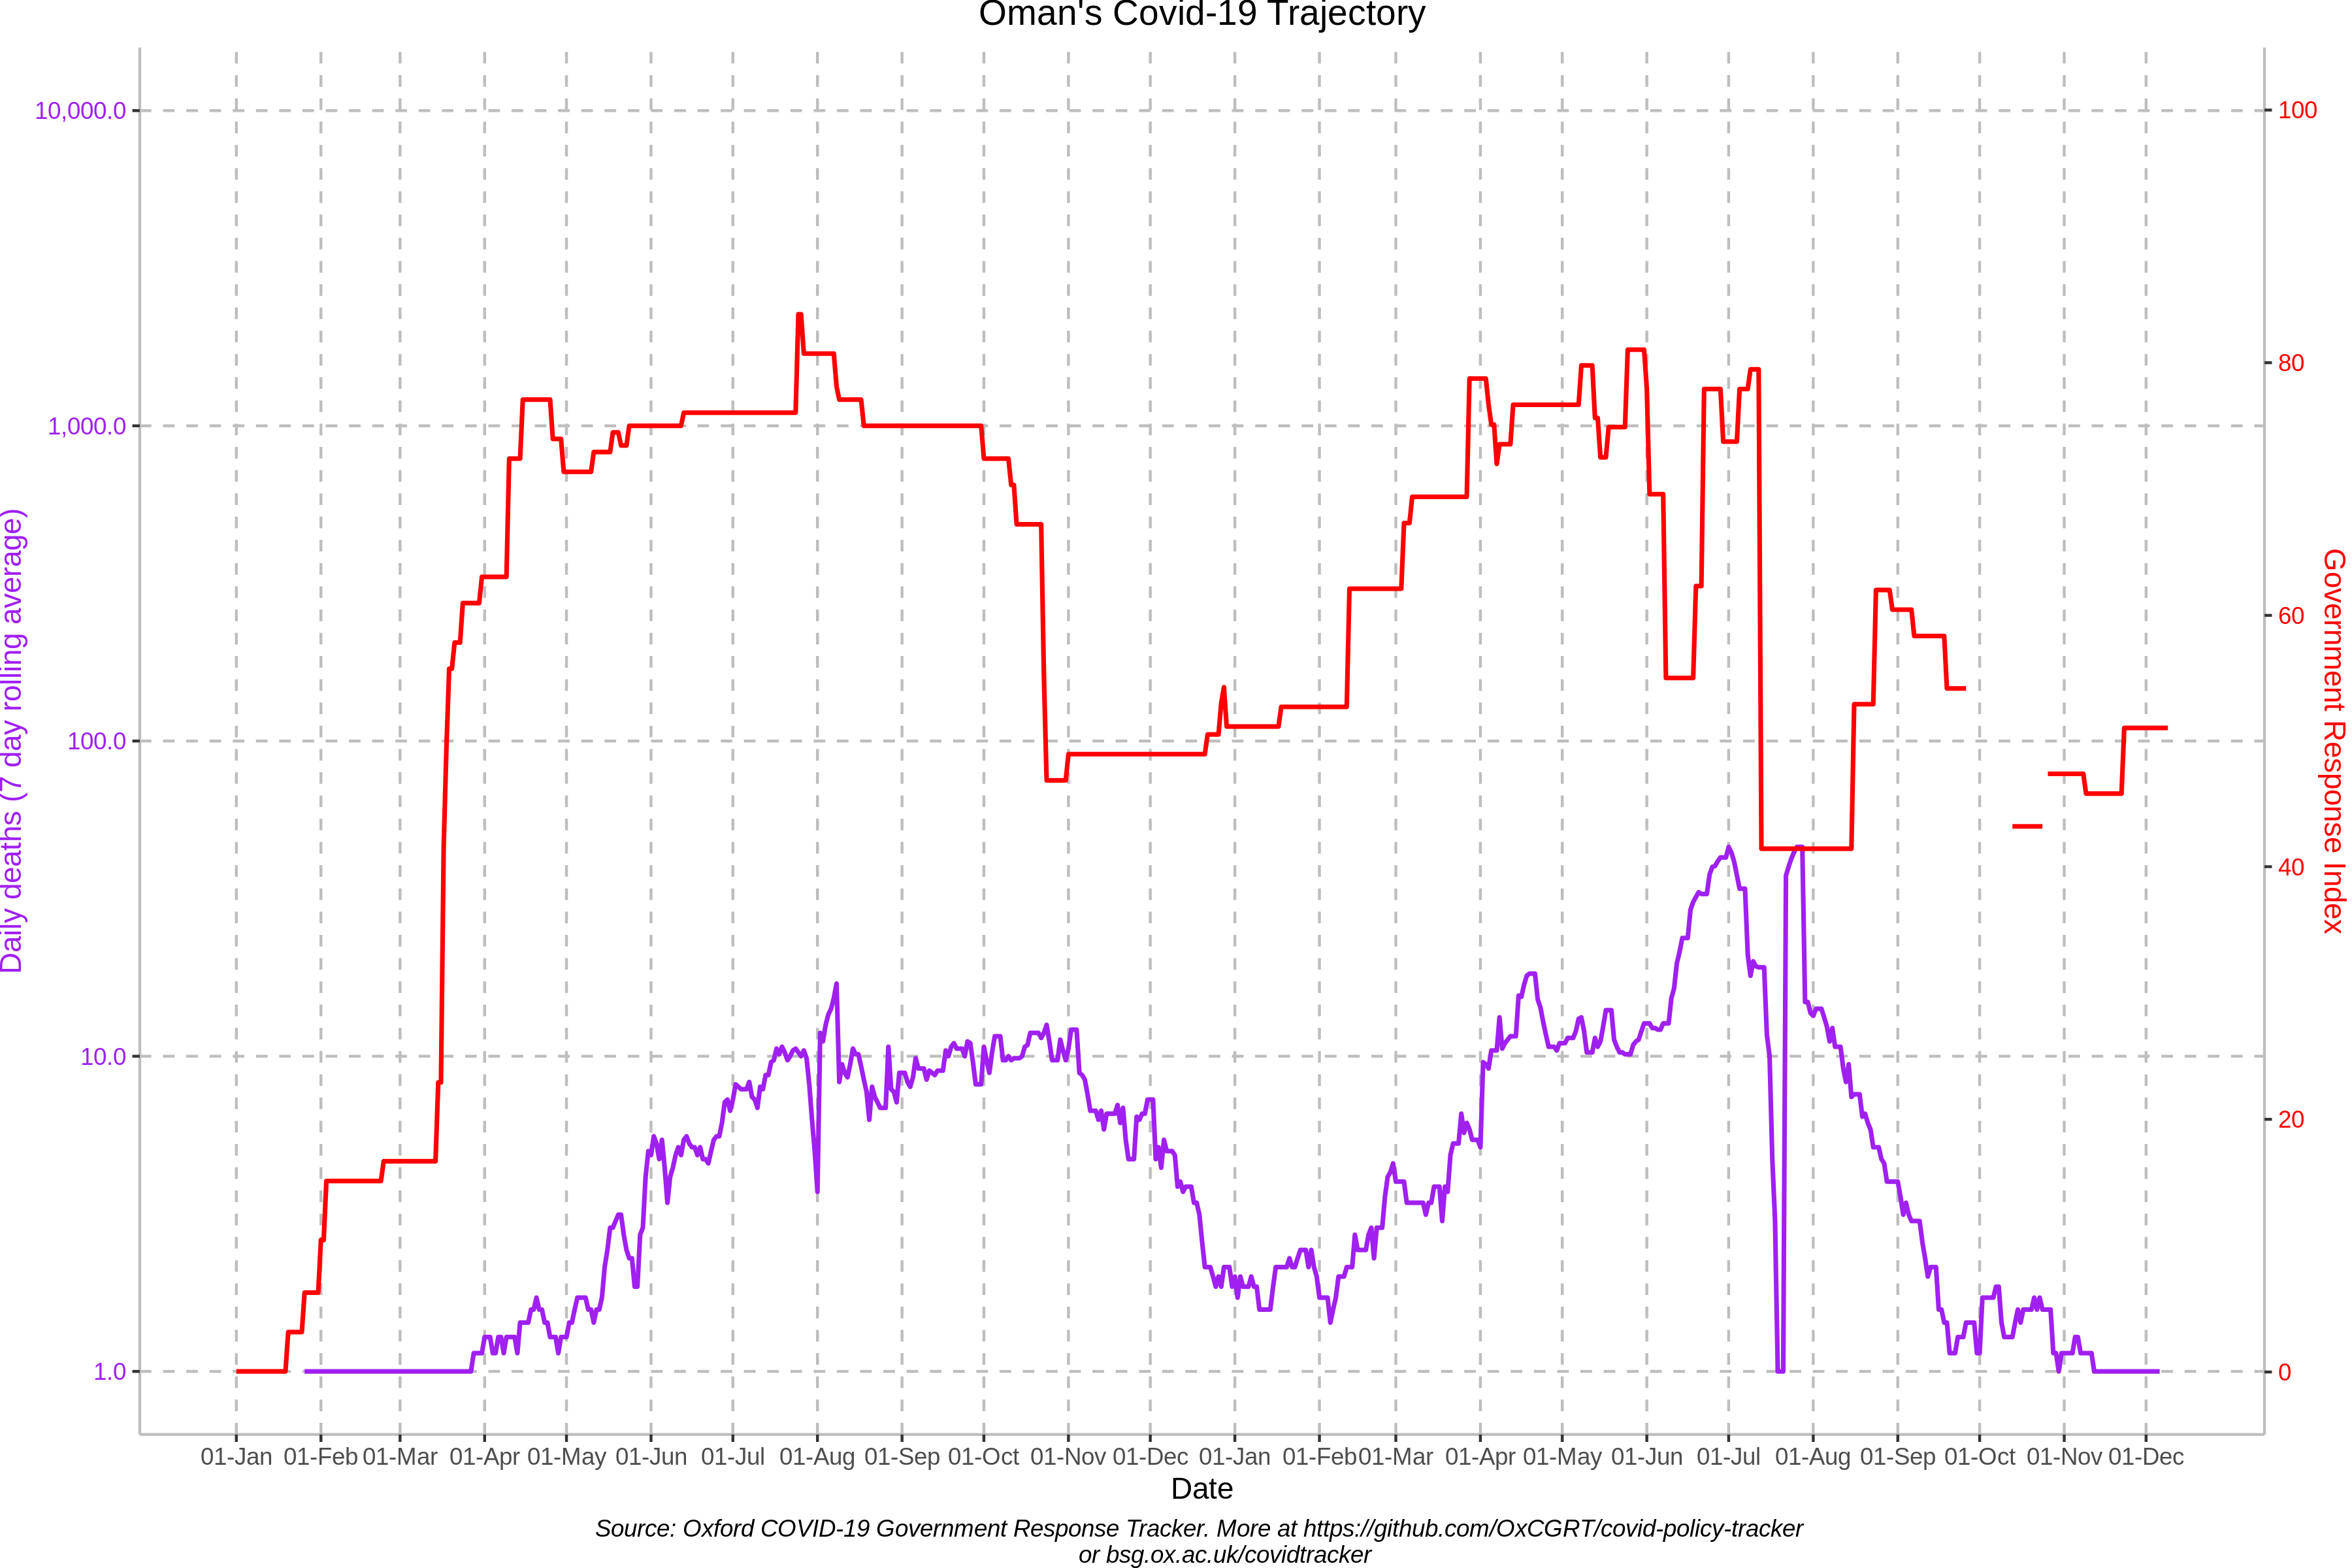 Oman's Covid-19 Trajectory
10,000.0
1,000.0
100.0
10.0
1.0
Daily deaths (7 day rolling average)
100
80
60
40
20
0
Government Response Index
01-Jan 01-Feb 01-Mar 01-Apr 01-May 01-Jun 01-Jul 01-Aug 01-Sep 01-Oct 01-Nov 01-Dec 01-Jan 01-Feb 01-Mar 01-Apr 01-May 01-Jun 01-Jul 01-Aug 01-Sep 01-Oct 01-Nov 01-Dec
Date
Source: Oxford COVID-19 Government Response Tracker. More at https://github.com/OxCGRT/covid-policy-tracker
or bsg.ox.ac.uk/covidtracker